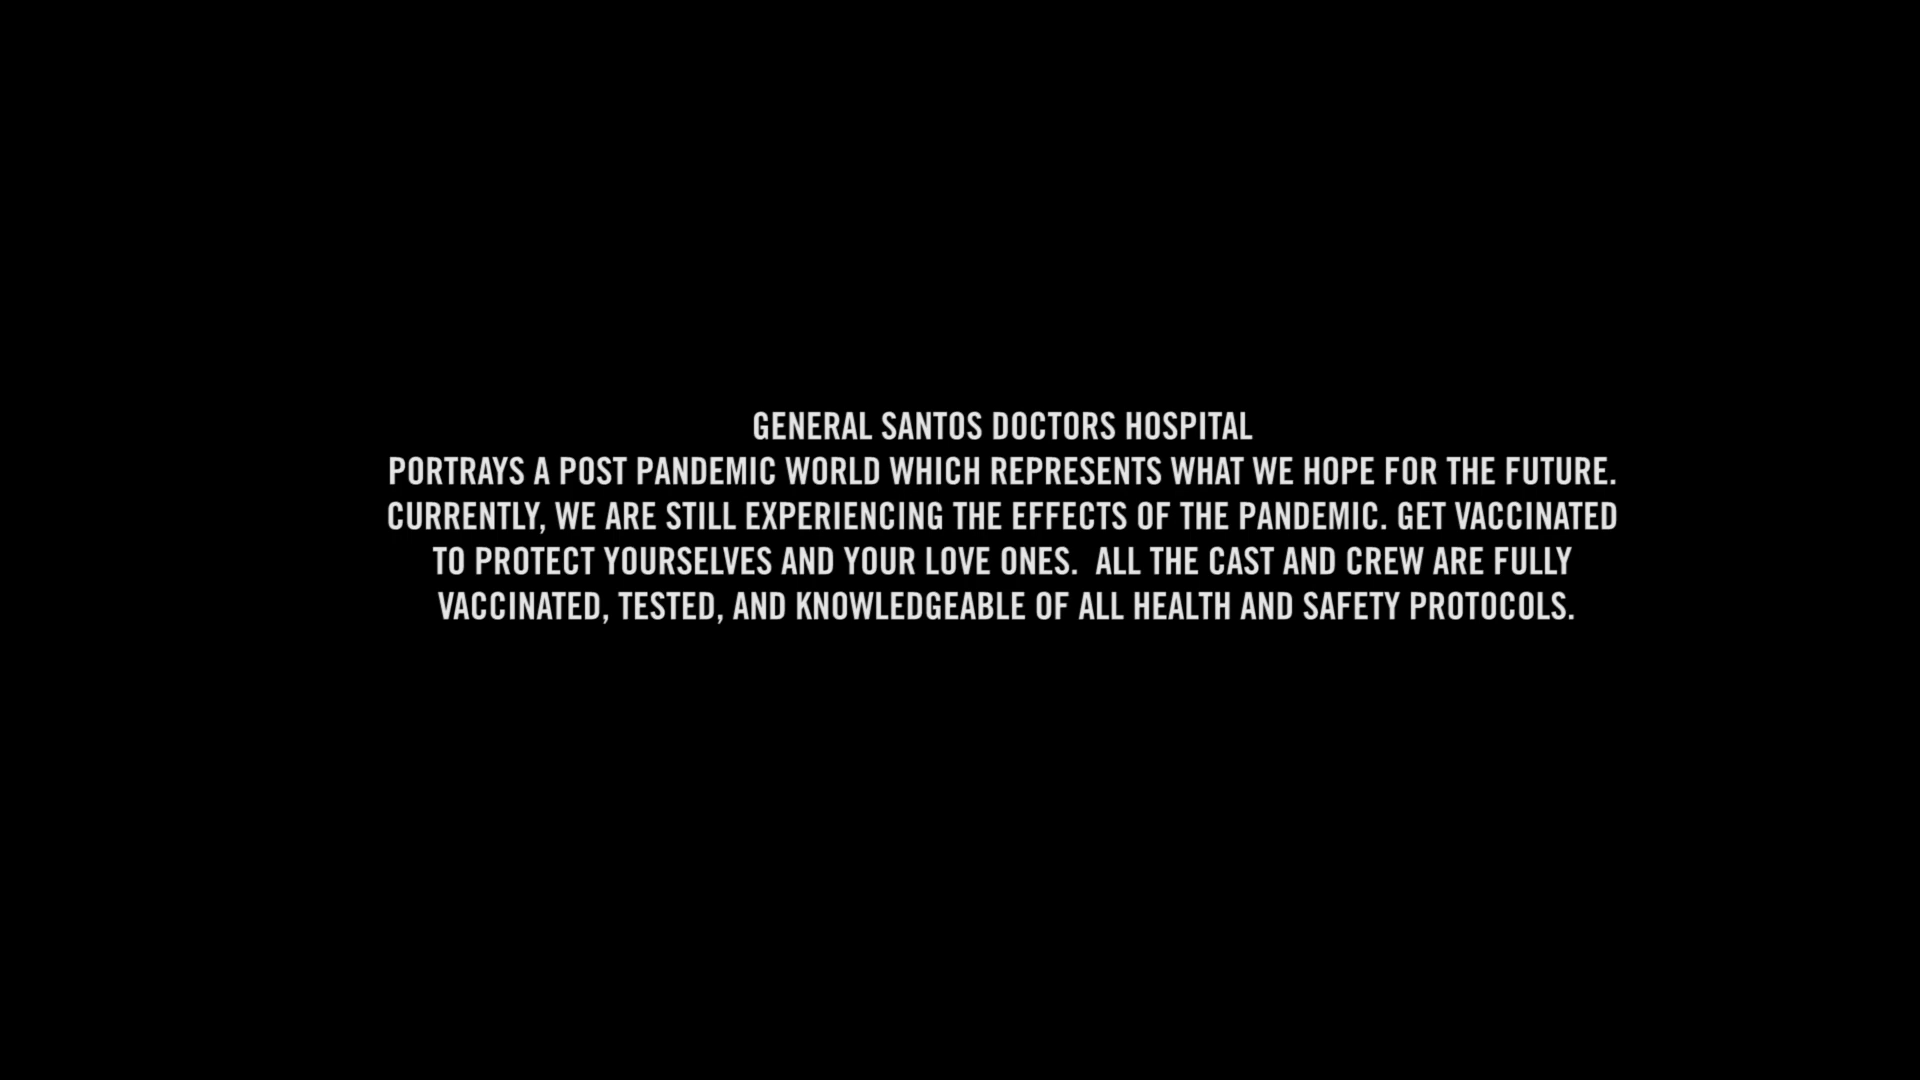 GENERAL SANTOS DOCTORS HOSPITAL
PORTRAYS A POST PANDEMIC WORLD WHICH REPRESENTS WHAT WE HOPE FOR THE FUTURE.
CURRENTLY, WE ARE STILL EXPERIENCING THE EFFECTS OF THE PANDEMIC. GET VACCINATED
TO PROTECT YOURSELVES AND YOUR LOVE ONES.  ALL THE CAST AND CREW ARE FULLY
VACCINATED, TESTED, AND KNOWLEDGEABLE OF ALL HEALTH AND SAFETY PROTOCOLS.